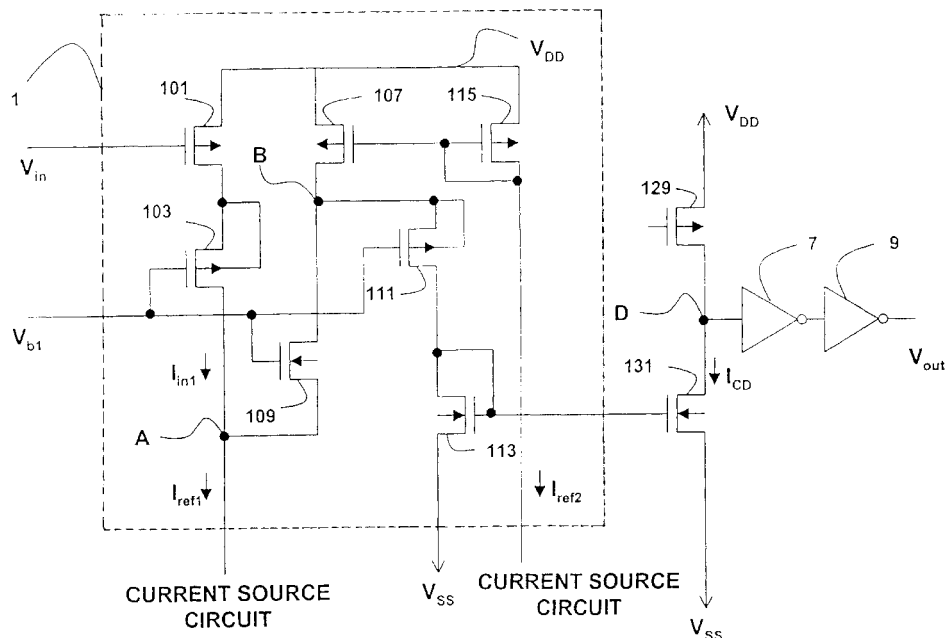 1
101
107
V_DD
115
V_in
B
V_DD
103
129
7
9
111
D
V_b1
I_in1
109
131
I_CD
V_out
A
113
I_ref1
I_ref2
CURRENT SOURCE
CIRCUIT
V_SS
CURRENT SOURCE
CIRCUIT
V_SS